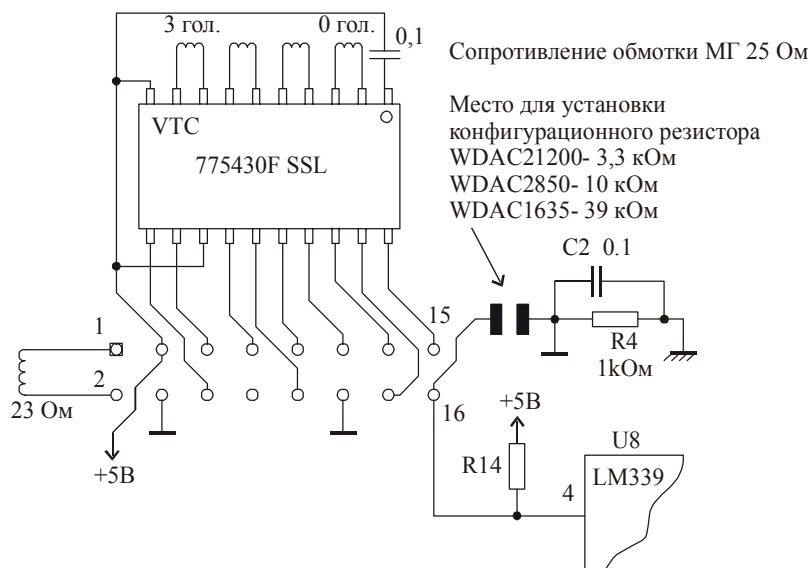 3 гол.
0 гол.
0,1
Сопротивление обмотки МГ 25 Ом
Место для установки
конфигурационного резистора
WDAC21200- 3,3 кОм
WDAC2850- 10 кОм
WDAC1635- 39 кОм
VTC
775430F SSL
C2 0.1
15
1
R4
1kОм
2
16
23 Ом
+5В
+5В
U8
R14
LM339
4